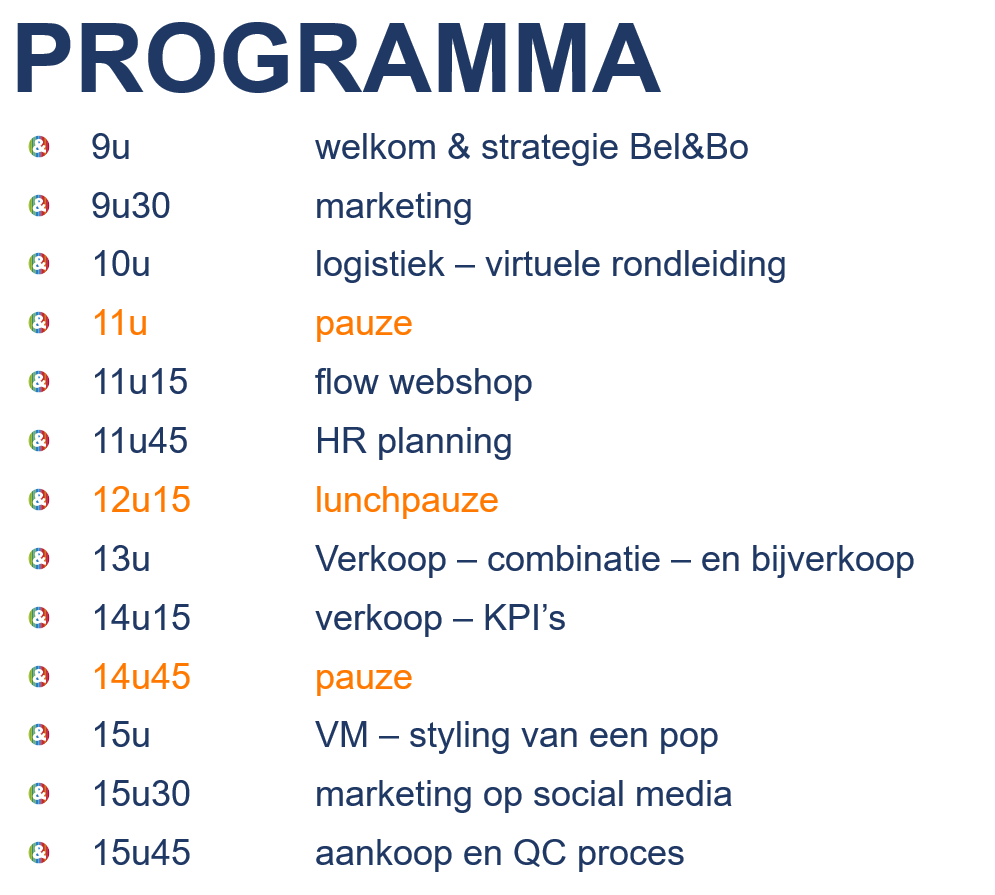 PROGRAMMA
& 9u welkom & strategie Bel&Bo
& 9u30 marketing
& 10u logistiek – virtuele rondleiding
& 11u pauze
& 11u15 flow webshop
& 11u45 HR planning
& 12u15 lunchpauze
& 13u Verkoop – combinatie – en bijverkoop
& 14u15 verkoop – KPI’s
& 14u45 pauze
& 15u VM – styling van een pop
& 15u30 marketing op social media
& 15u45 aankoop en QC proces